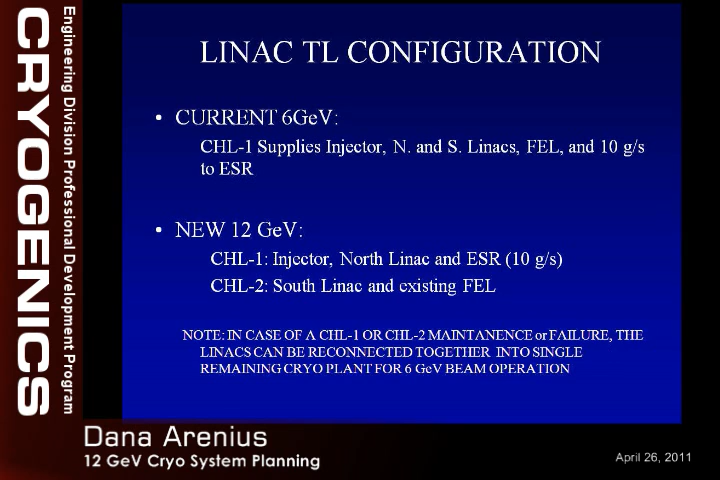 CRYOGENICS
Engineering Division Professional Development Program
LINAC TL CONFIGURATION
• CURRENT 6GeV:
CHL-1 Supplies Injector, N. and S. Linacs, FEL, and 10 g/s
to ESR
• NEW 12 GeV:
CHL-1: Injector, North Linac and ESR (10 g/s)
CHL-2: South Linac and existing FEL
NOTE: IN CASE OF A CHL-1 OR CHL-2 MAINTANENCE or FAILURE, THE
LINACS CAN BE RECONNECTED TOGETHER INTO SINGLE
REMAINING CRYO PLANT FOR 6 GeV BEAM OPERATION
Dana Arenius
12 GeV Cryo System Planning
April 26, 2011